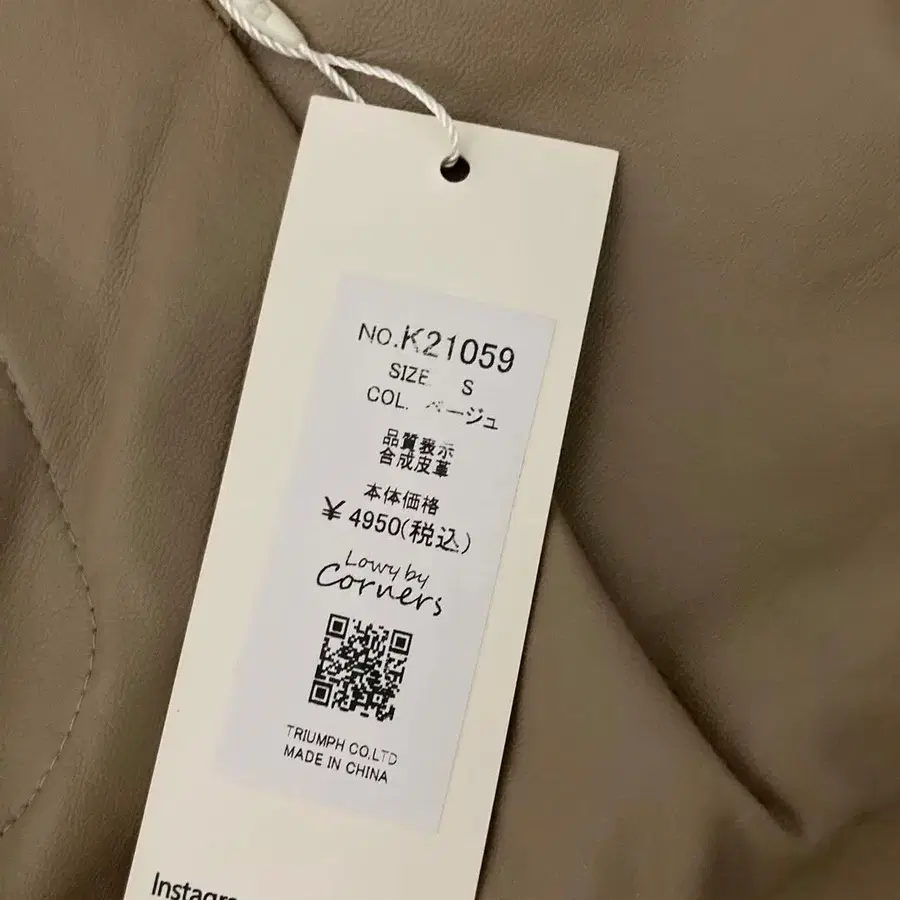 NO.K21059
SIZE S
COL. ベージュ
品質表示
合成皮革
本体価格
¥ 4950(税込)
Lowy by
Corners
TRIUMPH CO.LTD
MADE IN CHINA